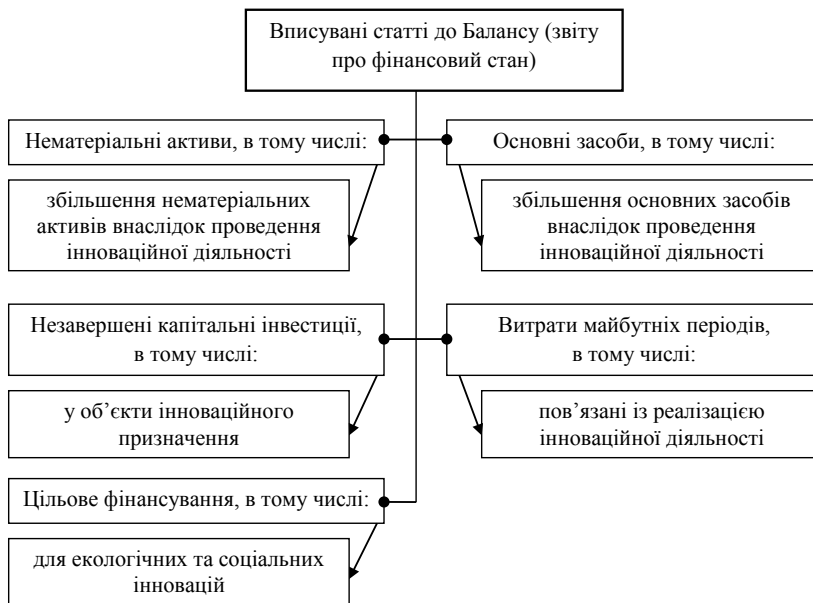 Вписувані статті до Балансу (звіту
про фінансовий стан)
Нематеріальні активи, в тому числі:
Основні засоби, в тому числі:
збільшення нематеріальних
активів внаслідок проведення
інноваційної діяльності
збільшення основних засобів
внаслідок проведення
інноваційної діяльності
Незавершені капітальні інвестиції,
в тому числі:
Витрати майбутніх періодів,
в тому числі:
у об’єкти інноваційного
призначення
пов’язані із реалізацією
інноваційної діяльності
Цільове фінансування, в тому числі:
для екологічних та соціальних
інновацій